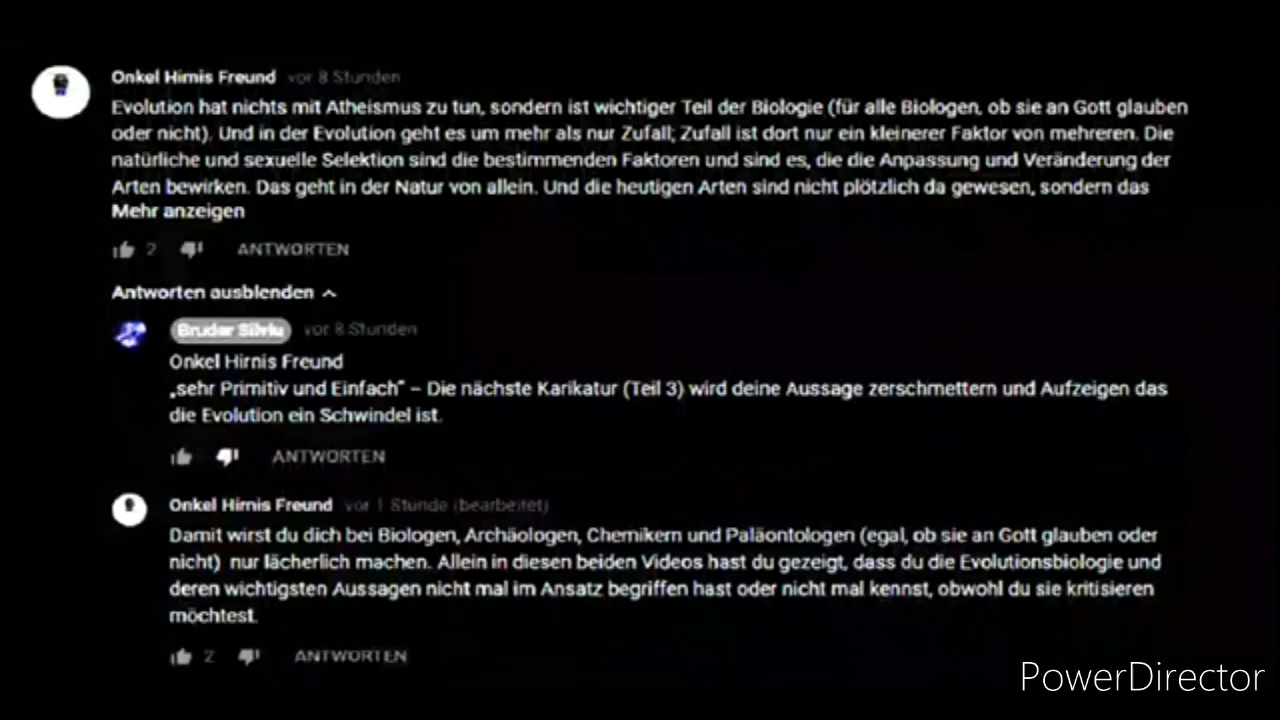 Onkel Hirnis Freund vor 8 Stunden
Evolution hat nichts mit Atheismus zu tun, sondern ist wichtiger Teil der Biologie (für alle Biologen, ob sie an Gott glauben
oder nicht). Und in der Evolution geht es um mehr als nur Zufall; Zufall ist dort nur ein kleinerer Faktor von mehreren. Die
natürliche und sexuelle Selektion sind die bestimmenden Faktoren und sind es, die die Anpassung und Veränderung der
Arten bewirken. Das geht in der Natur von allein. Und die heutigen Arten sind nicht plötzlich da gewesen, sondern das
Mehr anzeigen
2 ANTWORTEN
Antworten ausblenden
Bruder Silviu vor 8 Stunden
Onkel Hirnis Freund
„sehr Primitiv und Einfach" – Die nächste Karikatur (Teil 3) wird deine Aussage zerschmettern und Aufzeigen das
die Evolution ein Schwindel ist.
ANTWORTEN
Onkel Hirnis Freund vor 1 Stunde (bearbeitet)
Damit wirst du dich bei Biologen, Archäologen, Chemikern und Paläontologen (egal, ob sie an Gott glauben oder
nicht) nur lächerlich machen. Allein in diesen beiden Videos hast du gezeigt, dass du die Evolutionsbiologie und
deren wichtigsten Aussagen nicht mal im Ansatz begriffen hast oder nicht mal kennst, obwohl du sie kritisieren
möchtest.
2 ANTWORTEN
PowerDirector